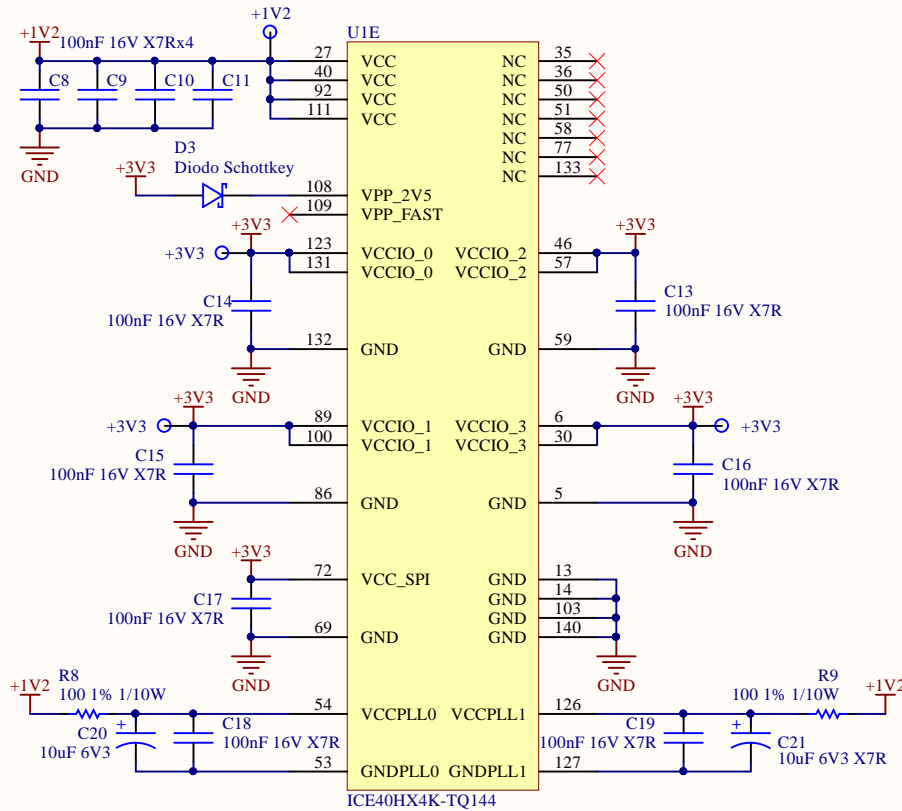 +1V2
+1V2
100nF 16V X7Rx4
U1E
C8
C9
C10
C11
GND
27
VCC
40
VCC
92
VCC
111
VCC
NC
35
NC
36
NC
50
NC
51
NC
58
NC
77
NC
133
D3
Diodo Schottkey
+3V3
108
VPP_2V5
109
VPP_FAST
+3V3
+3V3
123
VCCIO_0
131
VCCIO_0
C14
100nF 16V X7R
132
GND
GND
VCCIO_2
46
VCCIO_2
57
+3V3
C13
100nF 16V X7R
GND
59
GND
+3V3
+3V3
89
VCCIO_1
100
VCCIO_1
C15
100nF 16V X7R
86
GND
GND
VCCIO_3
6
VCCIO_3
30
+3V3
+3V3
C16
100nF 16V X7R
GND
5
GND
+3V3
72
VCC_SPI
C17
100nF 16V X7R
69
GND
GND
GND
13
GND
14
GND
103
GND
140
GND
R8
100 1% 1/10W
+1V2
C20
+
10uF 6V3
C18
100nF 16V X7R
54
VCCPLL0
53
GNDPLL0
VCCPLL1
126
GNDPLL1
127
R9
100 1% 1/10W
+1V2
C19
100nF 16V X7R
+
C21
10uF 6V3 X7R
ICE40HX4K-TQ144